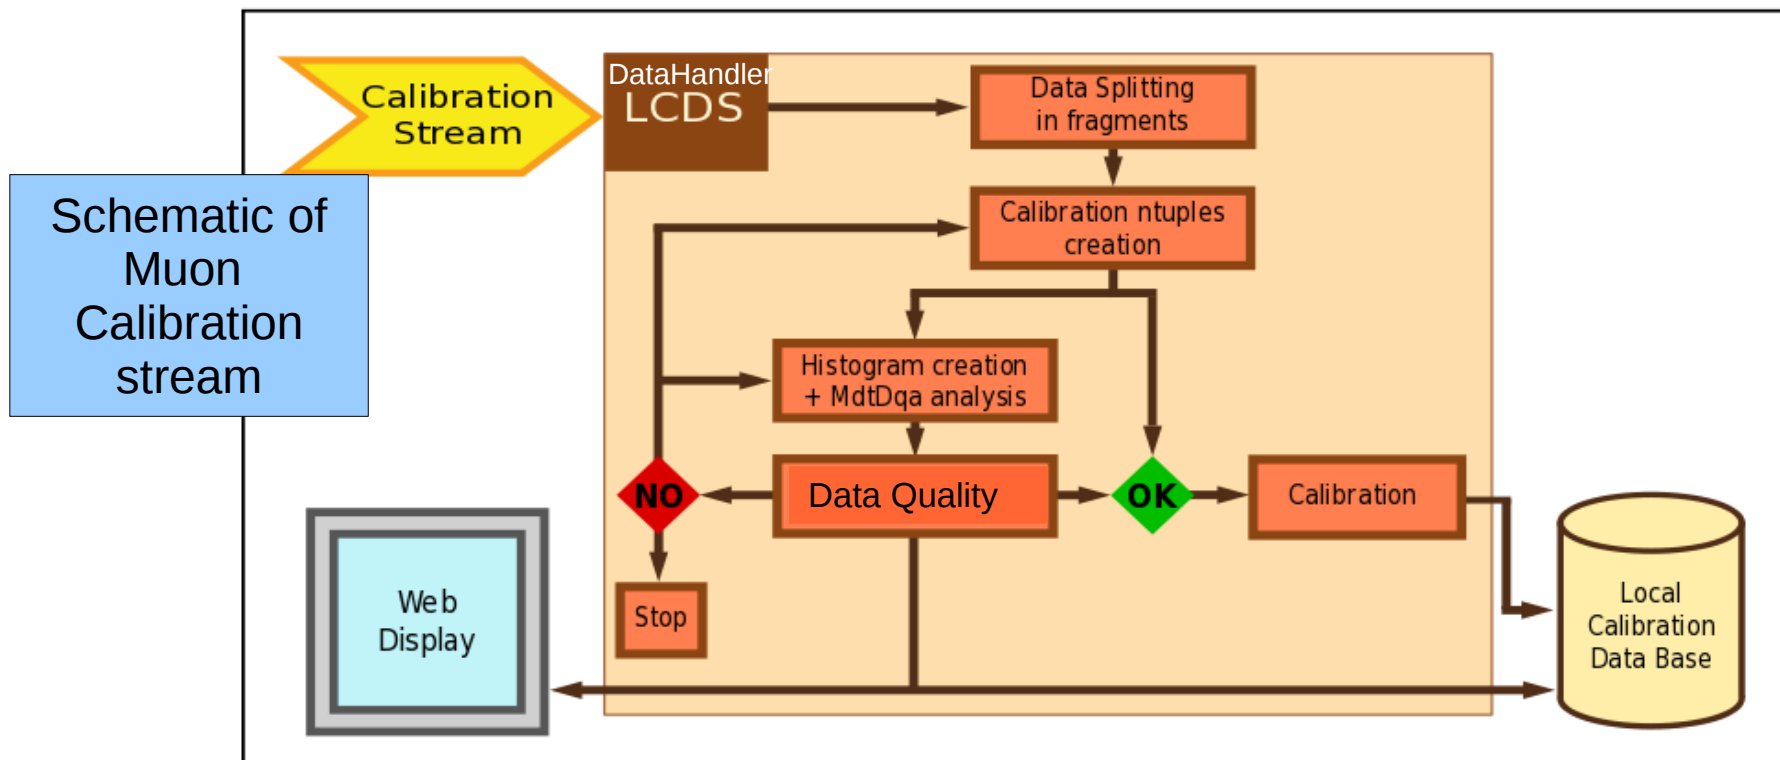 Calibration
Stream
DataHandler
LCDS
Data Splitting
in fragments
Schematic of
Muon
Calibration
stream
Calibration ntuples
creation
Histogram creation
+ MdtDqa analysis
NO
Data Quality
OK
Calibration
Stop
Web
Display
Local
Calibration
Data Base